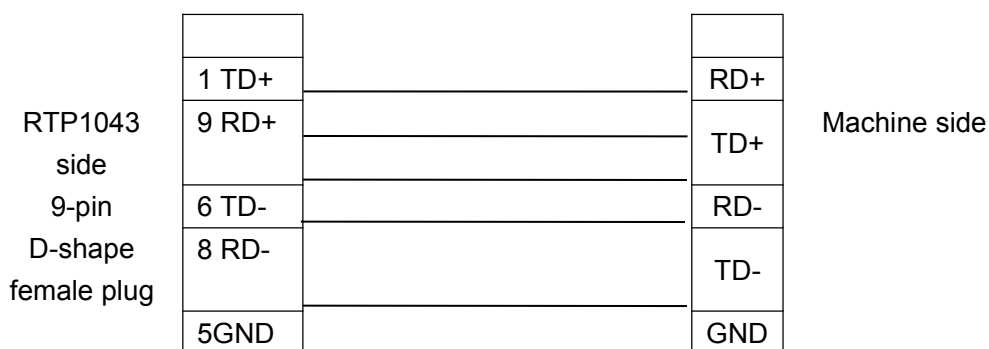 1 TD+ RD+
RTP1043 9 RD+ TD+ Machine side
side
9-pin 6 TD- RD-
D-shape 8 RD- TD-
female plug
5GND GND